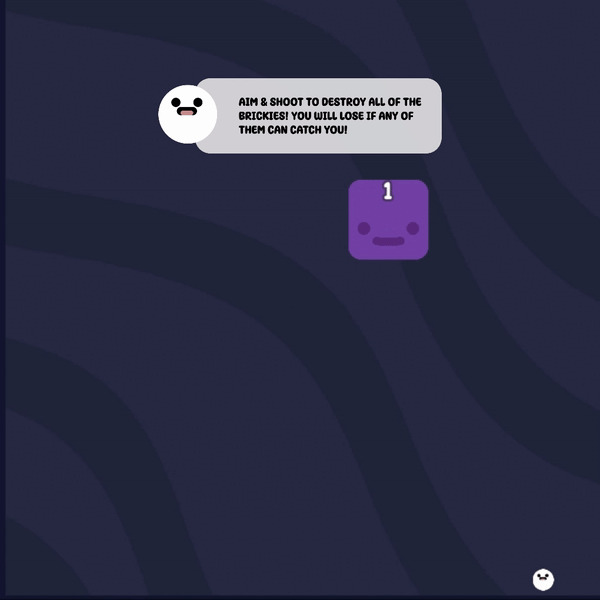 AIM & SHOOT TO DESTROY ALL OF THE
BRICKIES! YOU WILL LOSE IF ANY OF
THEM CAN CATCH YOU!
1